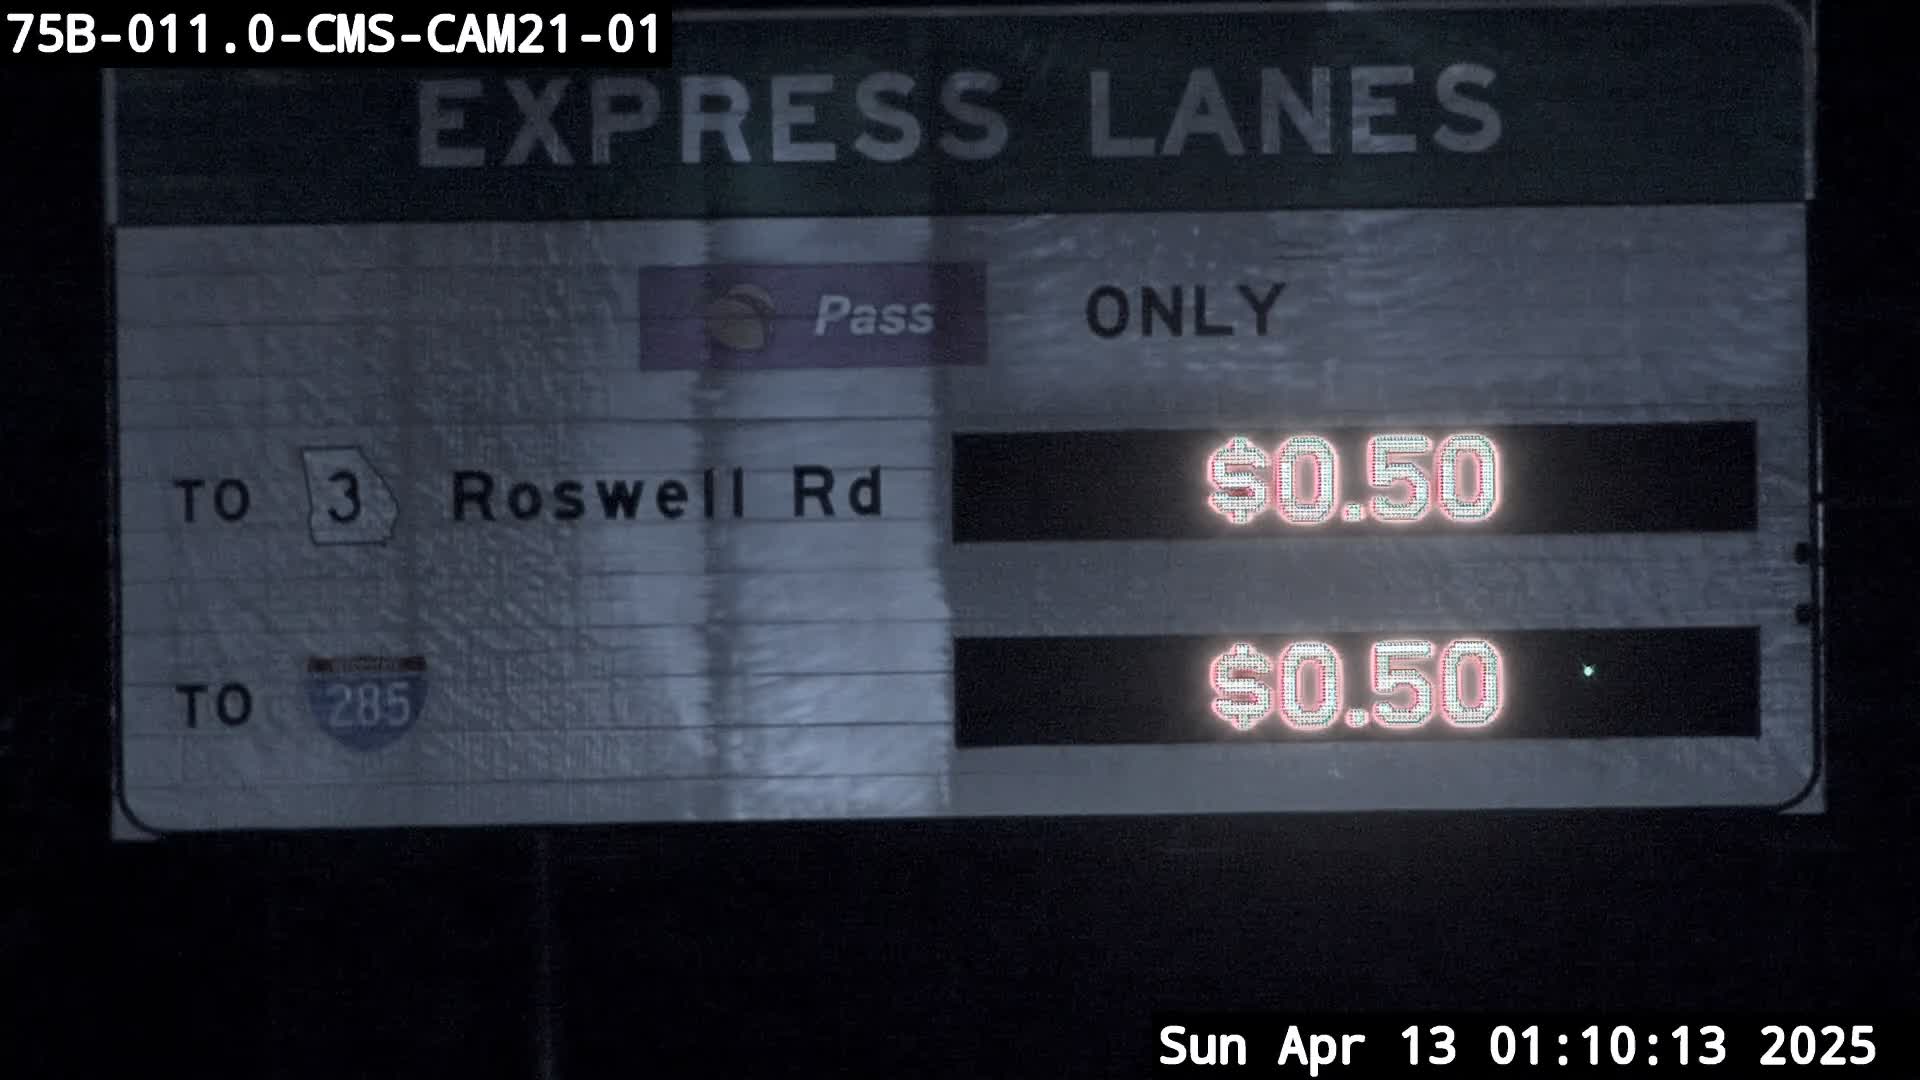 75B-011.0-CMS-CAM21-01
EXPRESS LANES
Pass ONLY
TO 3 Roswell Rd $0.50
TO 285 $0.50
Sun Apr 13 01:10:13 2025